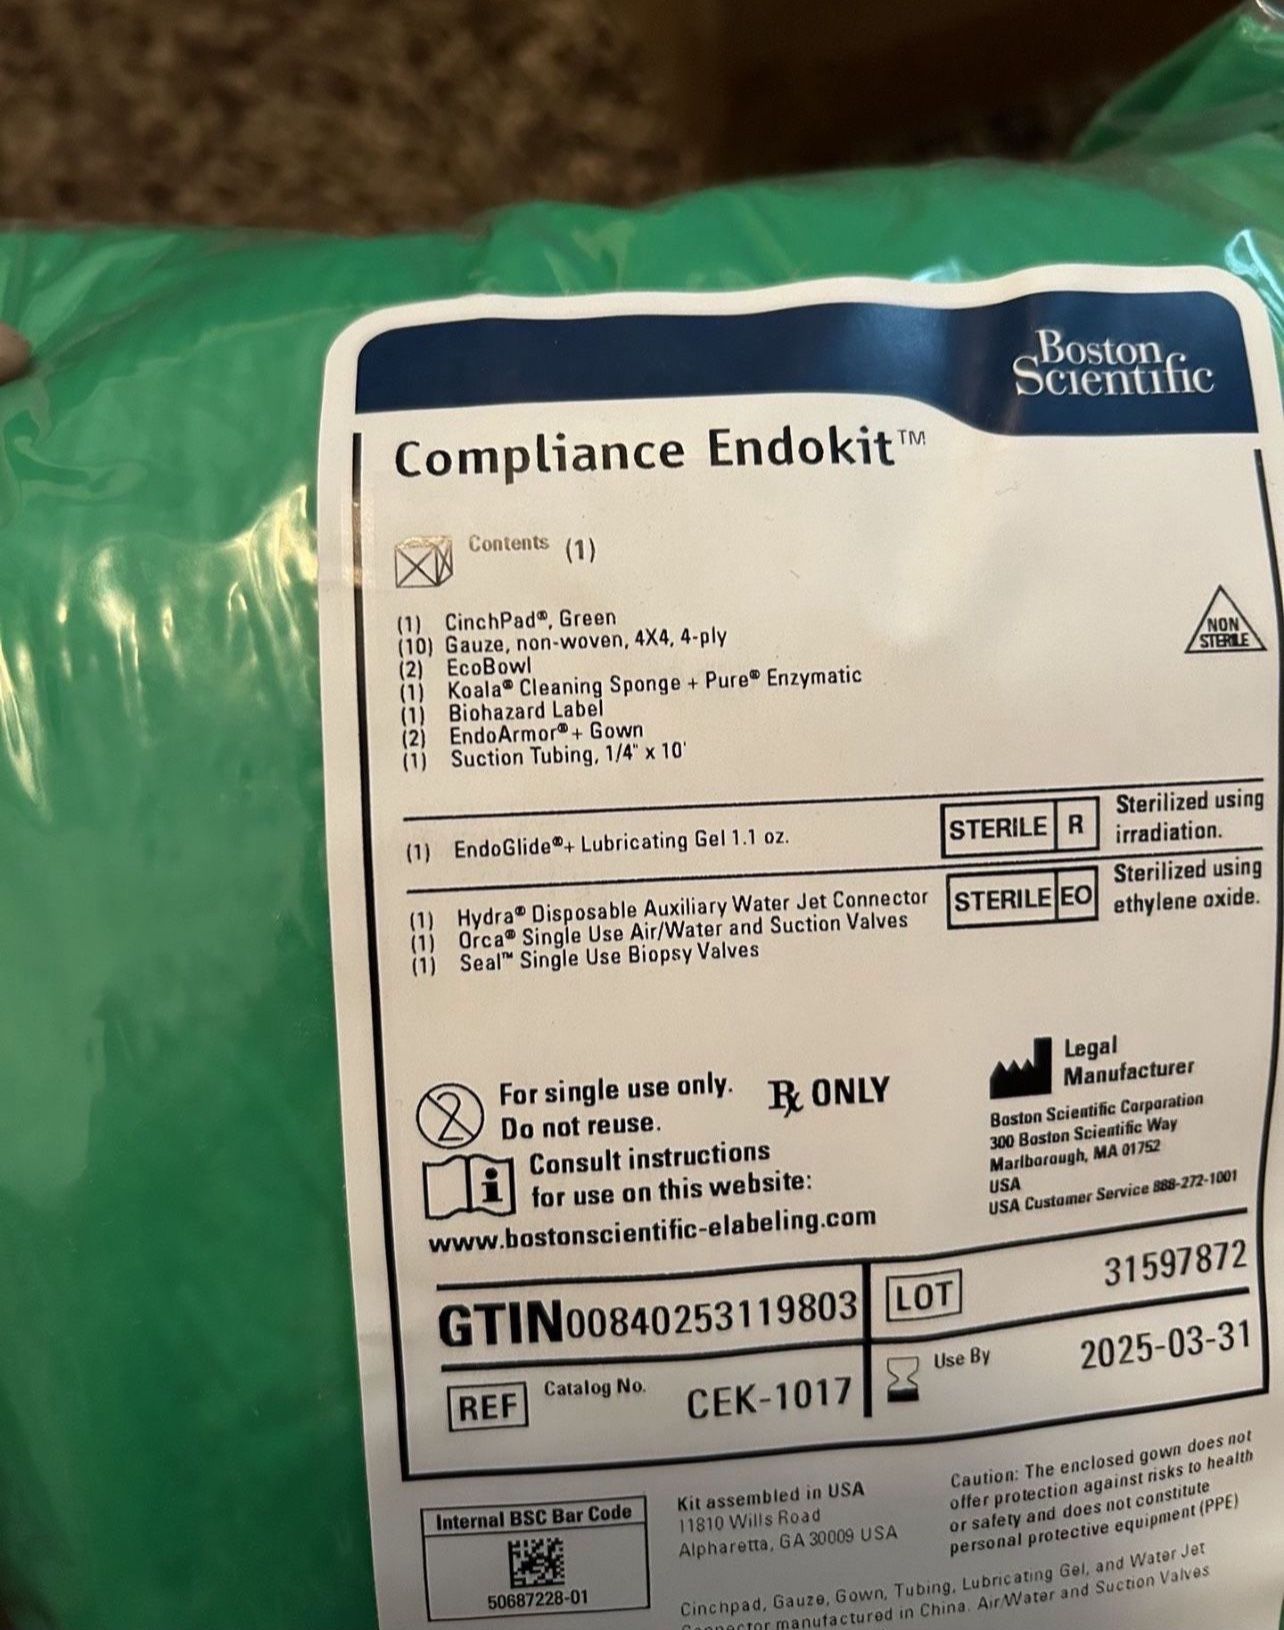 Boston
Scientific
Compliance Endokit™
Contents (1)
(1) CinchPad®, Green
(10) Gauze, non-woven, 4X4, 4-ply
(2) EcoBowl
(1) Koala® Cleaning Sponge + Pure® Enzymatic
(1) Biohazard Label
(2) EndoArmor®+ Gown
(1) Suction Tubing, 1/4" x 10'
NON
STERILE
(1) EndoGlide®+ Lubricating Gel 1.1 oz.
STERILE R
Sterilized using
irradiation.
(1) Hydra® Disposable Auxiliary Water Jet Connector
(1) Orca® Single Use Air/Water and Suction Valves
(1) Seal™ Single Use Biopsy Valves
STERILE EO
Sterilized using
ethylene oxide.
2
For single use only.
Do not reuse.
℞ ONLY
i
Consult instructions
for use on this website:
www.bostonscientific-elabeling.com
Legal
Manufacturer
Boston Scientific Corporation
300 Boston Scientific Way
Marlborough, MA 01752
USA
USA Customer Service 888-272-1001
GTIN00840253119803
LOT 31597872
REF Catalog No. CEK-1017
Use By 2025-03-31
Internal BSC Bar Code
50687228-01
Kit assembled in USA
11810 Wills Road
Alpharetta, GA 30009 USA
Caution: The enclosed gown does not
offer protection against risks to health
or safety and does not constitute
personal protective equipment (PPE)
Cinchpad, Gauze, Gown, Tubing, Lubricating Gel, and Water Jet
manufactured in China. Air/Water and Suction Valves